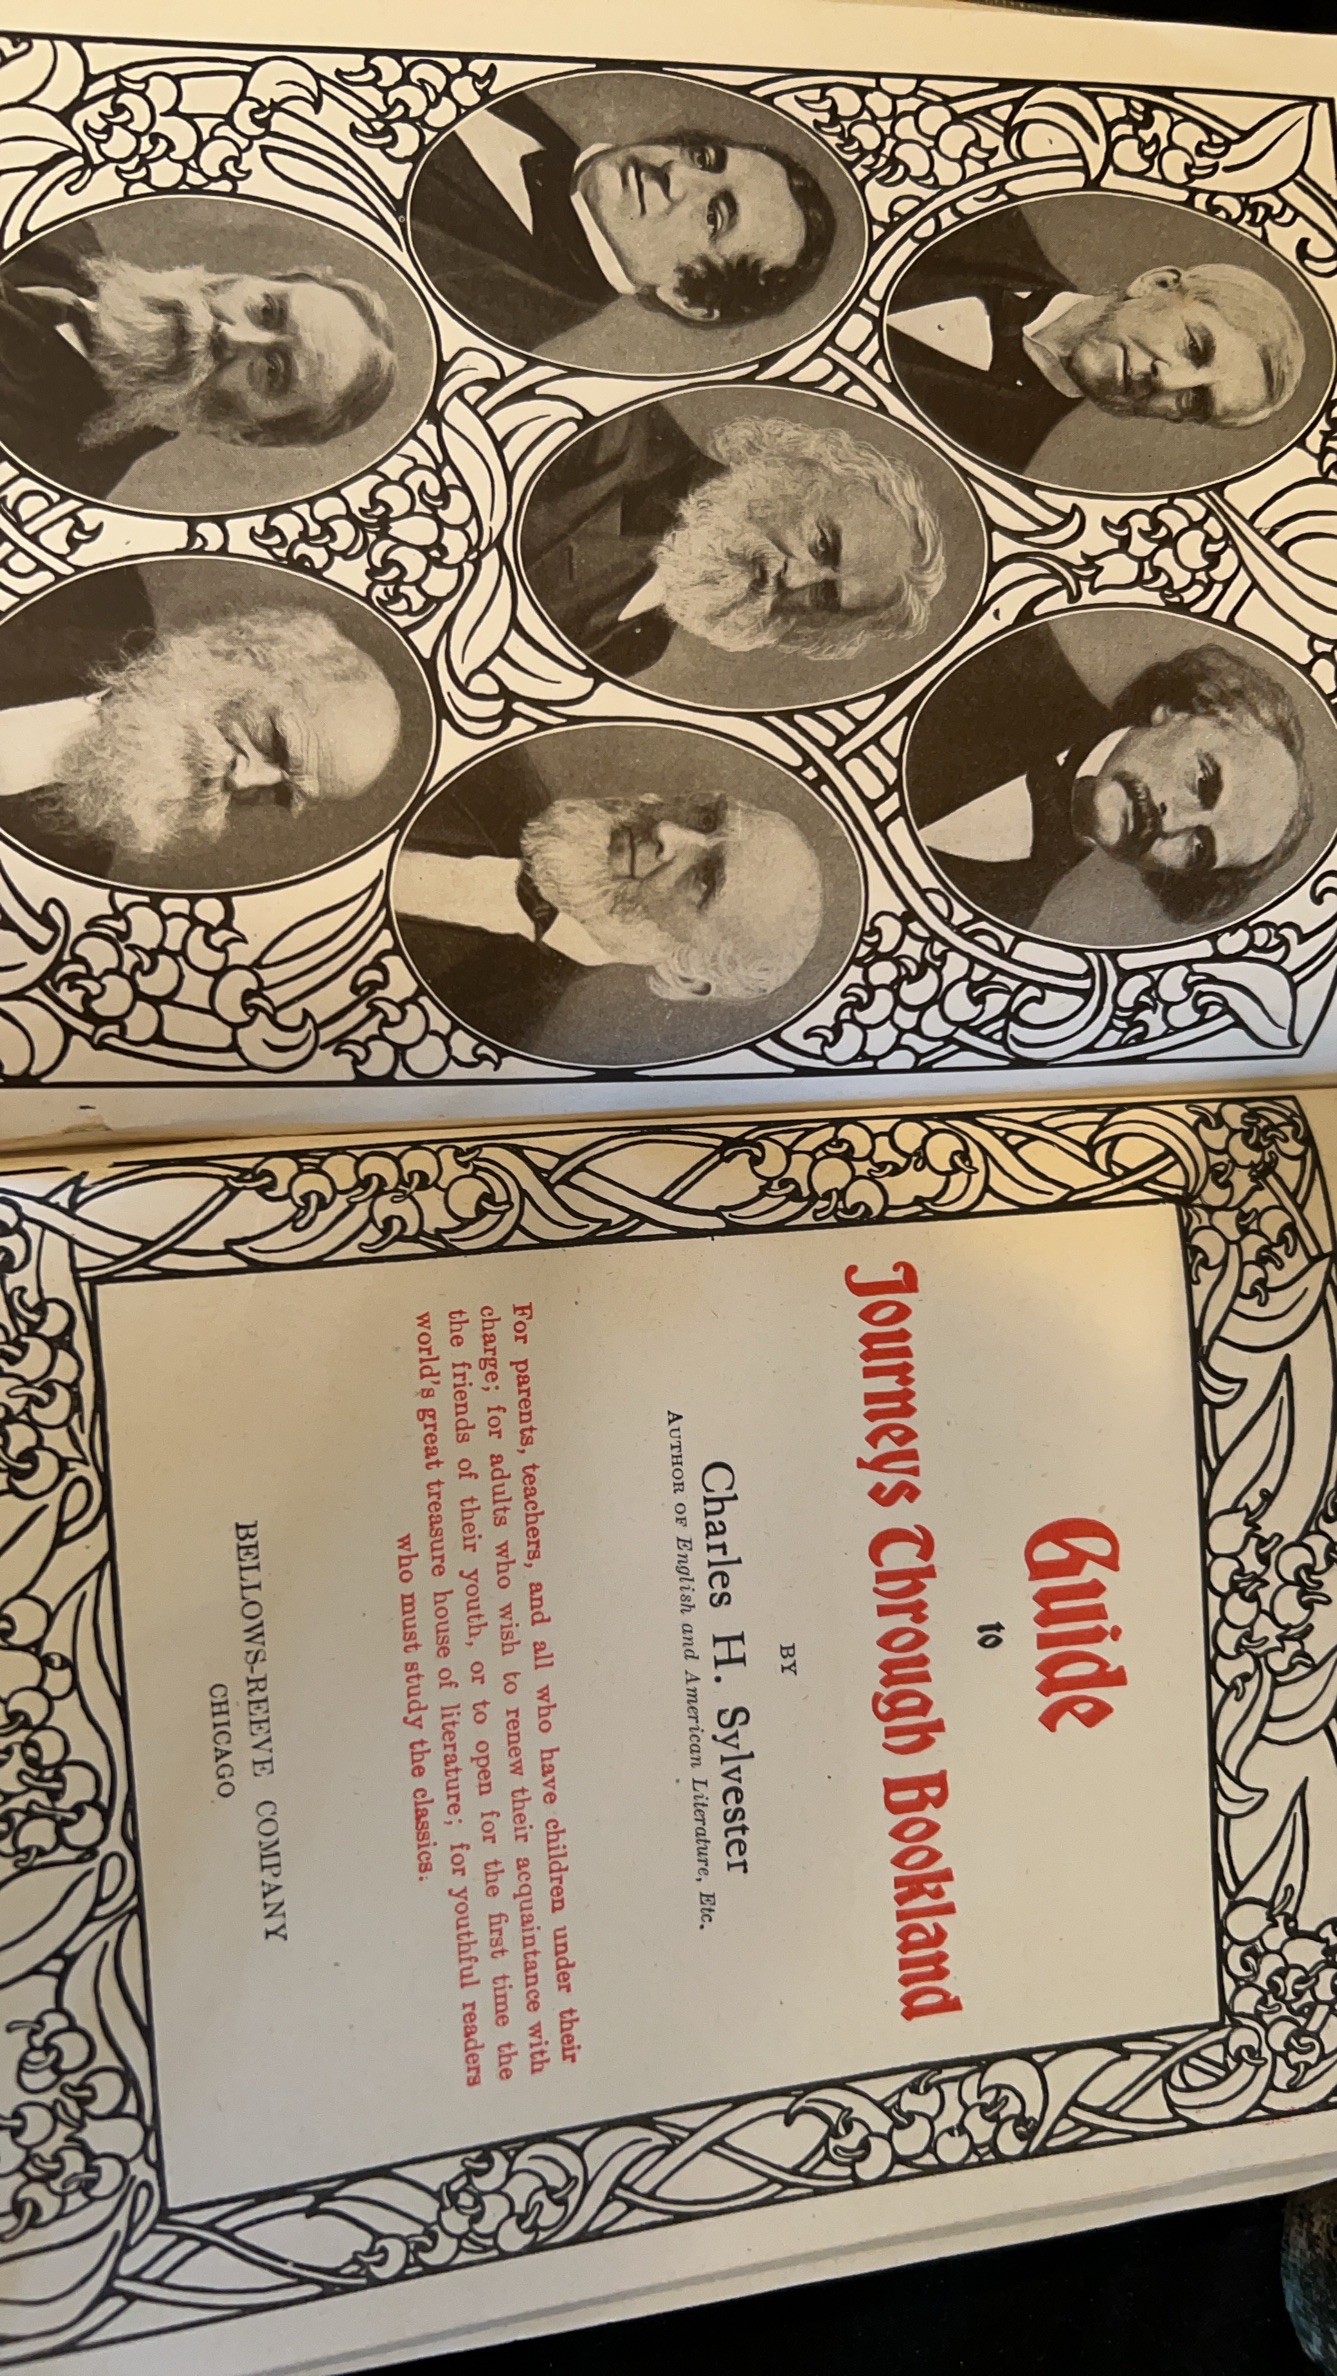 Guide
to
Journeys Through Bookland
BY
Charles H. Sylvester
AUTHOR OF English and American Literature, Etc.
For parents, teachers, and all who have children under their
charge; for adults who wish to renew their acquaintance with
the friends of their youth, or to open for the first time the
world's great treasure house of literature; for youthful readers
who must study the classics.
BELLOWS-REEVE COMPANY
CHICAGO